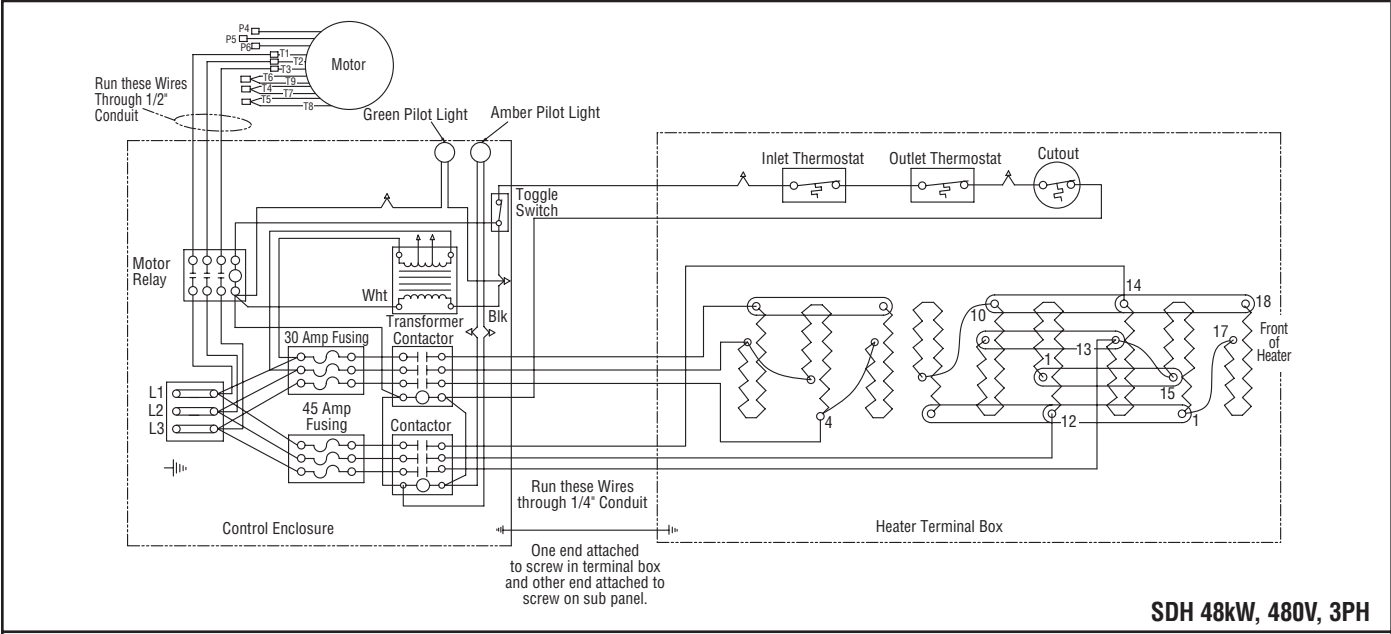 P4
P5
P6
T1
T2
T3
T6
T9
T4
T7
T5
T8
Motor
Run these Wires
Through 1/2"
Conduit
Green Pilot Light
Amber Pilot Light
Inlet Thermostat
Outlet Thermostat
Cutout
Toggle
Switch
Motor
Relay
Wht
Blk
Transformer
30 Amp Fusing
Contactor
L1
L2
L3
45 Amp
Fusing
Contactor
14
18
10
17
Front
of
Heater
13
1
15
4
12
1
Run these Wires
through 1/4" Conduit
Control Enclosure
Heater Terminal Box
One end attached
to screw in terminal box
and other end attached to
screw on sub panel.
SDH 48kW, 480V, 3PH